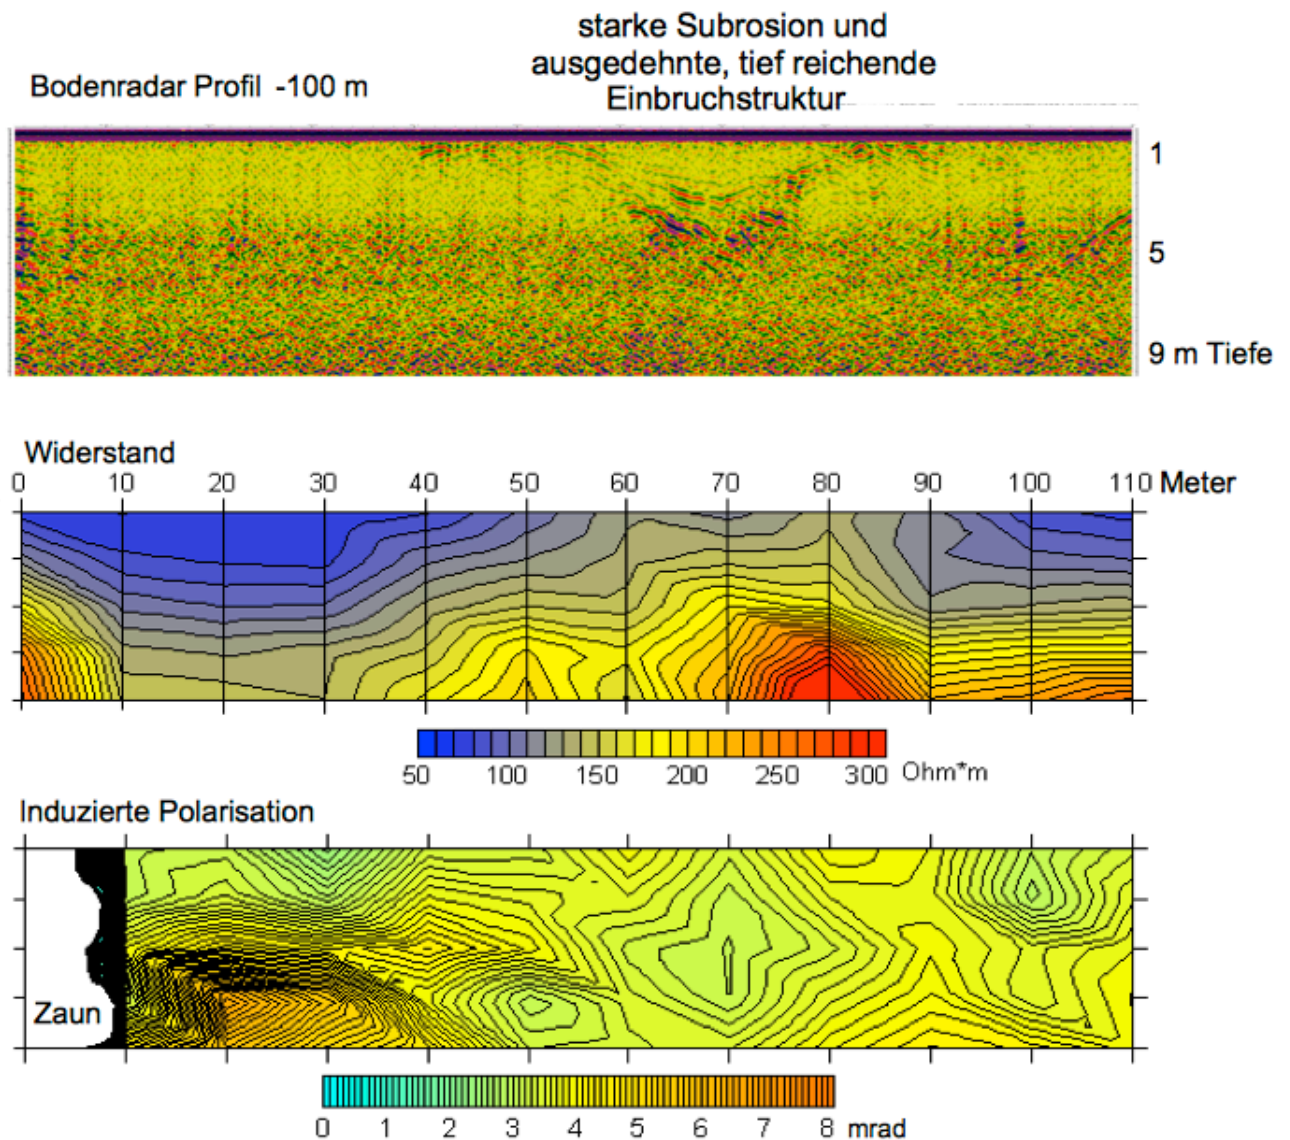 starke Subrosion und
ausgedehnte, tief reichende
Einbruchstruktur
Bodenradar Profil -100 m
1
5
9 m Tiefe
Widerstand
0 10 20 30 40 50 60 70 80 90 100 110 Meter
50 100 150 200 250 300 Ohm*m
Induzierte Polarisation
Zaun
0 1 2 3 4 5 6 7 8 mrad